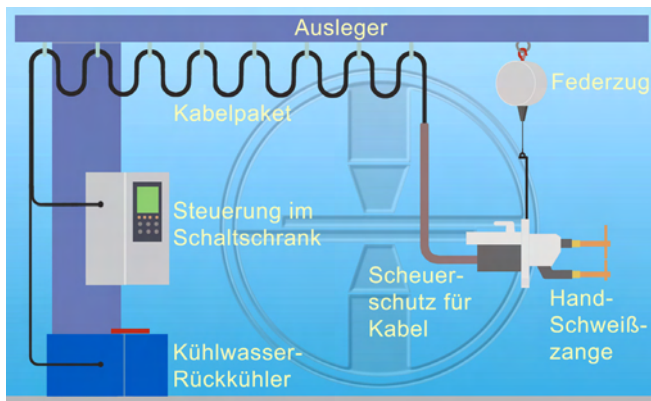 Ausleger
Kabelpaket
Federzug
Steuerung im
Schaltschrank
Scheuer-
schutz für
Kabel
Hand-
Schweiß-
zange
Kühlwasser-
Rückkühler